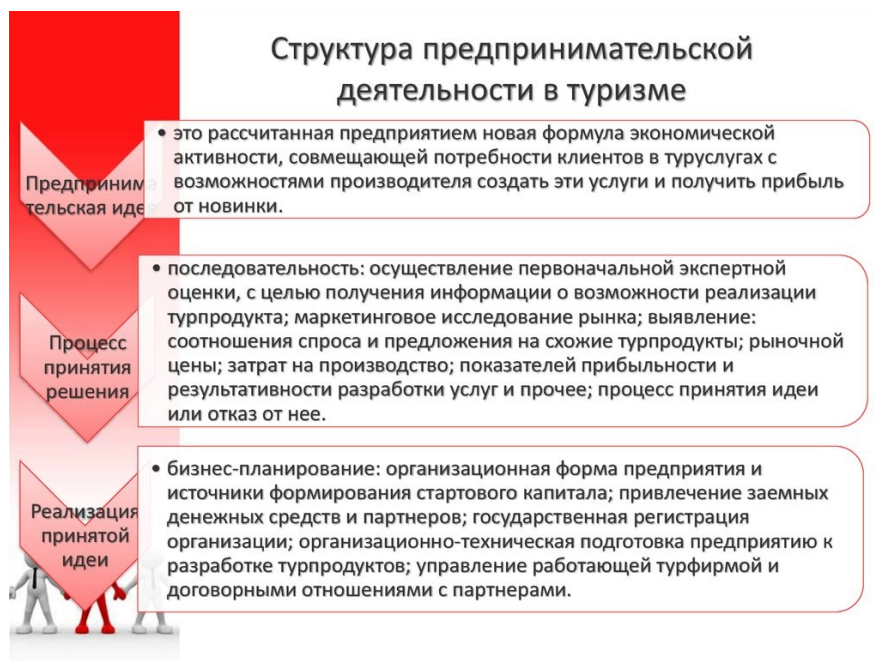 Структура предпринимательской
деятельности в туризме
Предпринима
тельская идея
• это рассчитанная предприятием новая формула экономической
активности, совмещающей потребности клиентов в туруслугах с
возможностями производителя создать эти услуги и получить прибыль
от новинки.
Процесс
принятия
решения
• последовательность: осуществление первоначальной экспертной
оценки, с целью получения информации о возможности реализации
турпродукта; маркетинговое исследование рынка; выявление:
соотношения спроса и предложения на схожие турпродукты; рыночной
цены; затрат на производство; показателей прибыльности и
результативности разработки услуг и прочее; процесс принятия идеи
или отказ от нее.
Реализация
принятой
идеи
• бизнес-планирование: организационная форма предприятия и
источники формирования стартового капитала; привлечение заемных
денежных средств и партнеров; государственная регистрация
организации; организационно-техническая подготовка предприятию к
разработке турпродуктов; управление работающей турфирмой и
договорными отношениями с партнерами.